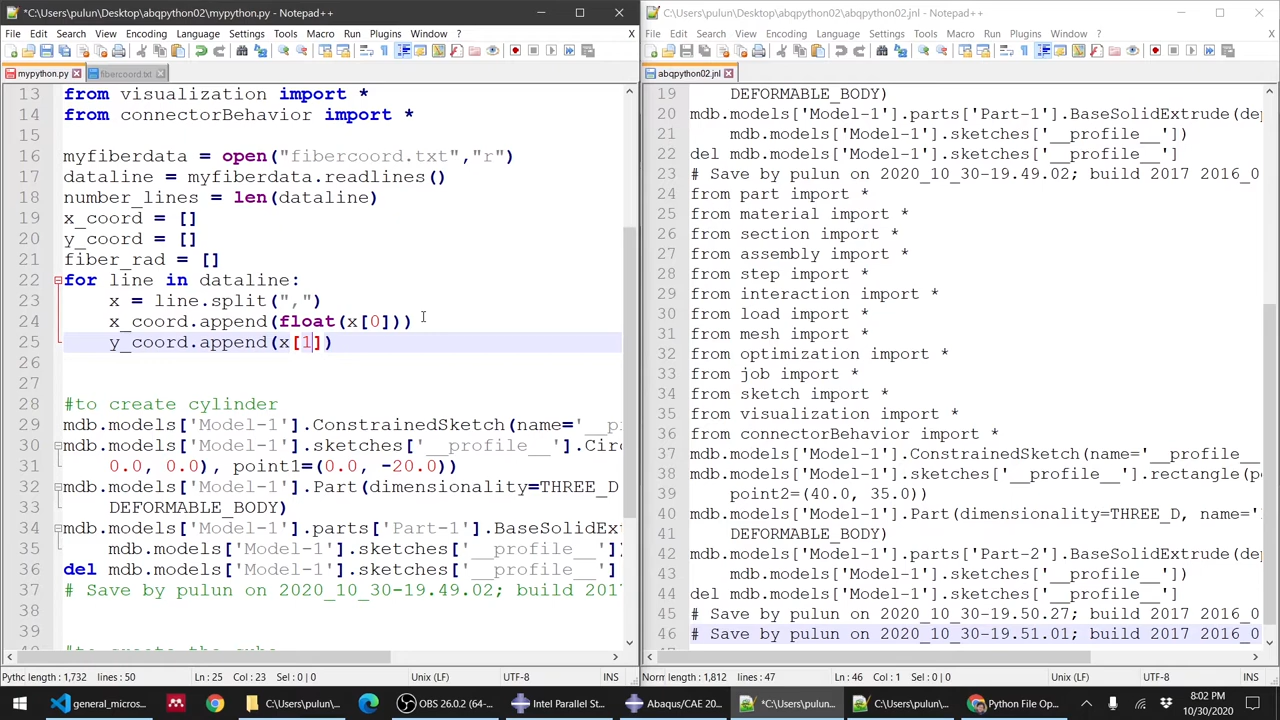 *C:\Users\pulun\Desktop\abqpython02\mypython.py - Notepad++
File Edit Search View Encoding Language Settings Tools Macro Run Plugins Window ? X
mypython.py fibercoord.txt
13 from visualization import *
14 from connectorBehavior import *
15
16 myfiberdata = open("fibercoord.txt","r")
17 dataline = myfiberdata.readlines()
18 number_lines = len(dataline)
19 x_coord = []
20 y_coord = []
21 fiber_rad = []
22 for line in dataline:
23 x = line.split(",")
24 x_coord.append(float(x[0]))
25 y_coord.append(x[1])
26
27
28 #to create cylinder
29 mdb.models['Model-1'].ConstrainedSketch(name='__p
30 mdb.models['Model-1'].sketches['__profile__'].Circ
31 0.0, 0.0), point1=(0.0, -20.0))
32 mdb.models['Model-1'].Part(dimensionality=THREE_D
33 DEFORMABLE_BODY)
34 mdb.models['Model-1'].parts['Part-1'].BaseSolidExt
35 mdb.models['Model-1'].sketches['__profile__'])
36 del mdb.models['Model-1'].sketches['__profile__']
37 # Save by pulun on 2020_10_30-19.49.02; build 201
38
39
Length : 1,732 lines : 50 Ln : 25 Col : 23 Sel : 0 | 0 Unix (LF) UTF-8 INS
C:\Users\pulun\Desktop\abqpython02\abqpython02.jnl - Notepad++
File Edit Search View Encoding Language Settings Tools Macro Run Plugins Window ? X
abqpython02.jnl
19 DEFORMABLE_BODY)
20 mdb.models['Model-1'].parts['Part-1'].BaseSolidExtrude(de
21 mdb.models['Model-1'].sketches['__profile__'])
22 del mdb.models['Model-1'].sketches['__profile__']
23 # Save by pulun on 2020_10_30-19.49.02; build 2017 2016_0
24 from part import *
25 from material import *
26 from section import *
27 from assembly import *
28 from step import *
29 from interaction import *
30 from load import *
31 from mesh import *
32 from optimization import *
33 from job import *
34 from sketch import *
35 from visualization import *
36 from connectorBehavior import *
37 mdb.models['Model-1'].ConstrainedSketch(name='__profile__
38 mdb.models['Model-1'].sketches['__profile__'].rectangle(p
39 point2=(40.0, 35.0))
40 mdb.models['Model-1'].Part(dimensionality=THREE_D, name='
41 DEFORMABLE_BODY)
42 mdb.models['Model-1'].parts['Part-2'].BaseSolidExtrude(de
43 mdb.models['Model-1'].sketches['__profile__'])
44 del mdb.models['Model-1'].sketches['__profile__']
45 # Save by pulun on 2020_10_30-19.50.27; build 2017 2016_0
46 # Save by pulun on 2020_10_30-19.51.01; build 2017 2016_0
length : 1,812 lines : 47 Ln : 46 Col : 1 Sel : 0 | 0 Unix (LF) UTF-8 INS
general_micros... C:\Users\pulun\... OBS 26.0.2 (64-... Intel Parallel St... Abaqus/CAE 20... *C:\Users\pulun... C:\Users\pulun\... Python File Ope... 8:02 PM
10/30/2020